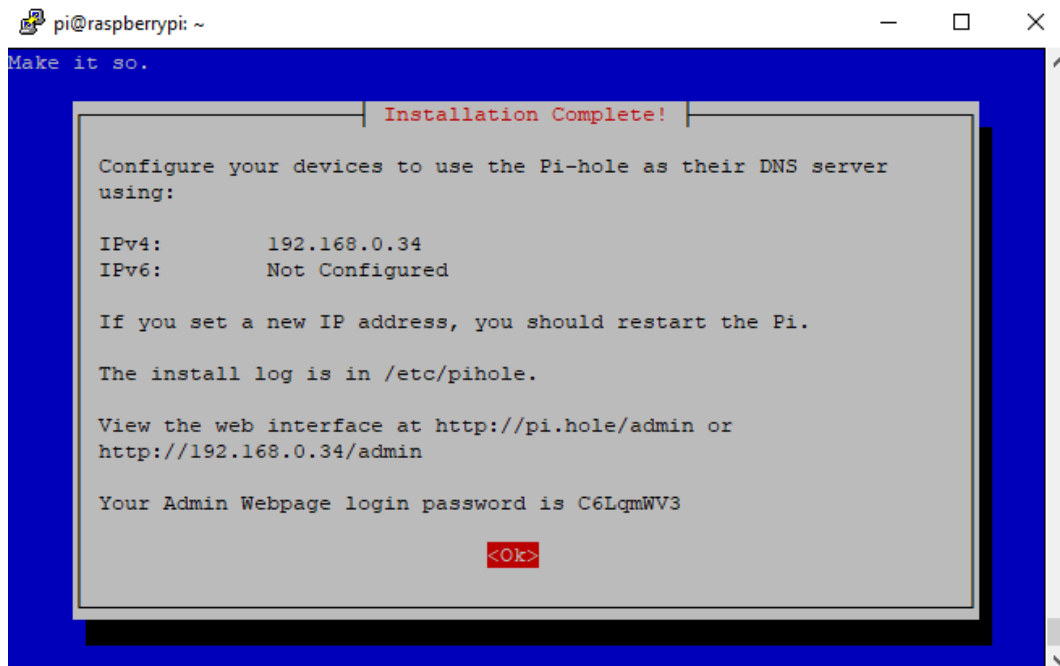 pi@raspberrypi: ~
Make it so.
Installation Complete!
Configure your devices to use the Pi-hole as their DNS server
using:
IPv4: 192.168.0.34
IPv6: Not Configured
If you set a new IP address, you should restart the Pi.
The install log is in /etc/pihole.
View the web interface at http://pi.hole/admin or
http://192.168.0.34/admin
Your Admin Webpage login password is C6LqmWV3
<Ok>